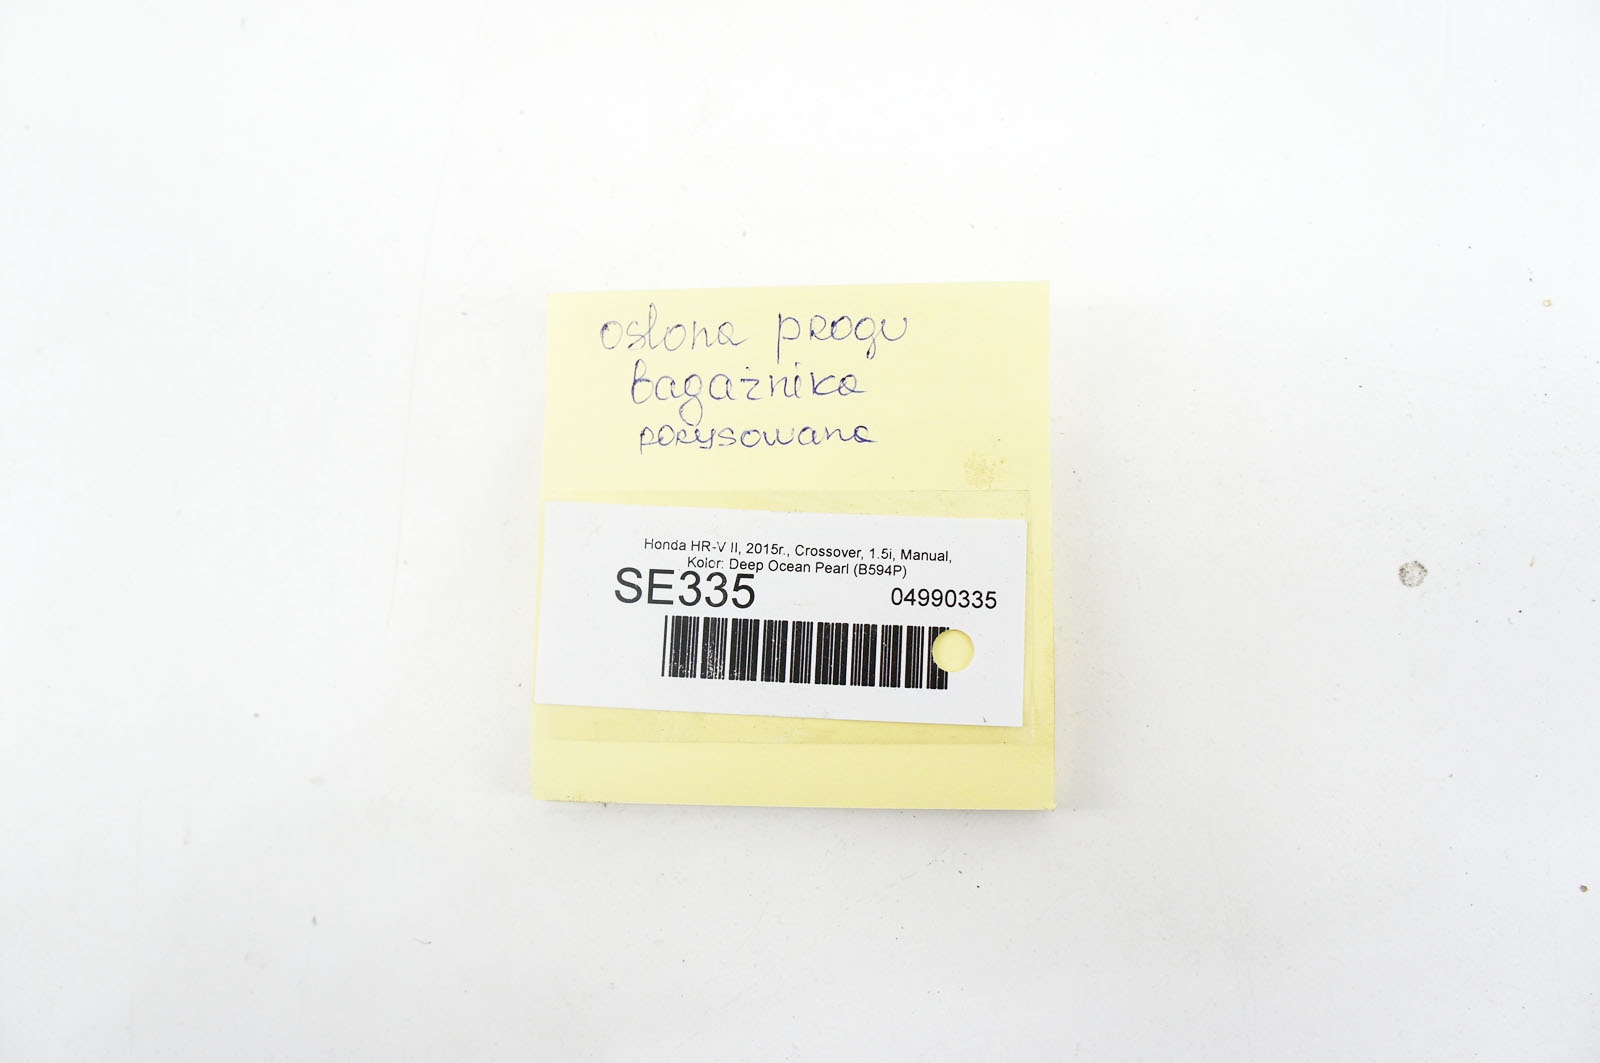 osłona progu
bagażnika
porysowana
Honda HR-V II, 2015r., Crossover, 1.5i, Manual,
Kolor: Deep Ocean Pearl (B594P)
SE335 04990335